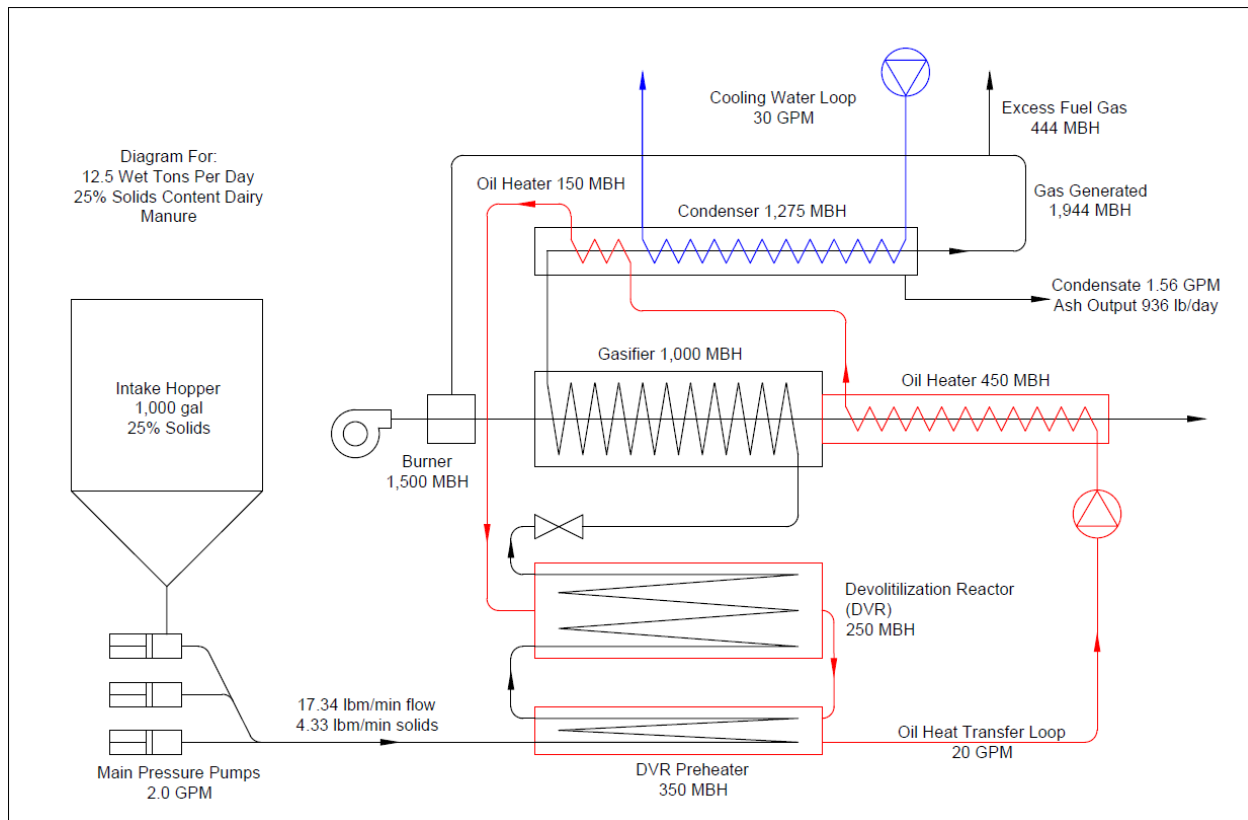 Cooling Water Loop
30 GPM
Excess Fuel Gas
444 MBH
Diagram For:
12.5 Wet Tons Per Day
25% Solids Content Dairy
Manure
Oil Heater 150 MBH
Condenser 1,275 MBH
Gas Generated
1,944 MBH
Condensate 1.56 GPM
Ash Output 936 lb/day
Gasifier 1,000 MBH
Oil Heater 450 MBH
Intake Hopper
1,000 gal
25% Solids
Burner
1,500 MBH
Devolitilization Reactor
(DVR)
250 MBH
17.34 lbm/min flow
4.33 lbm/min solids
Oil Heat Transfer Loop
20 GPM
Main Pressure Pumps
2.0 GPM
DVR Preheater
350 MBH